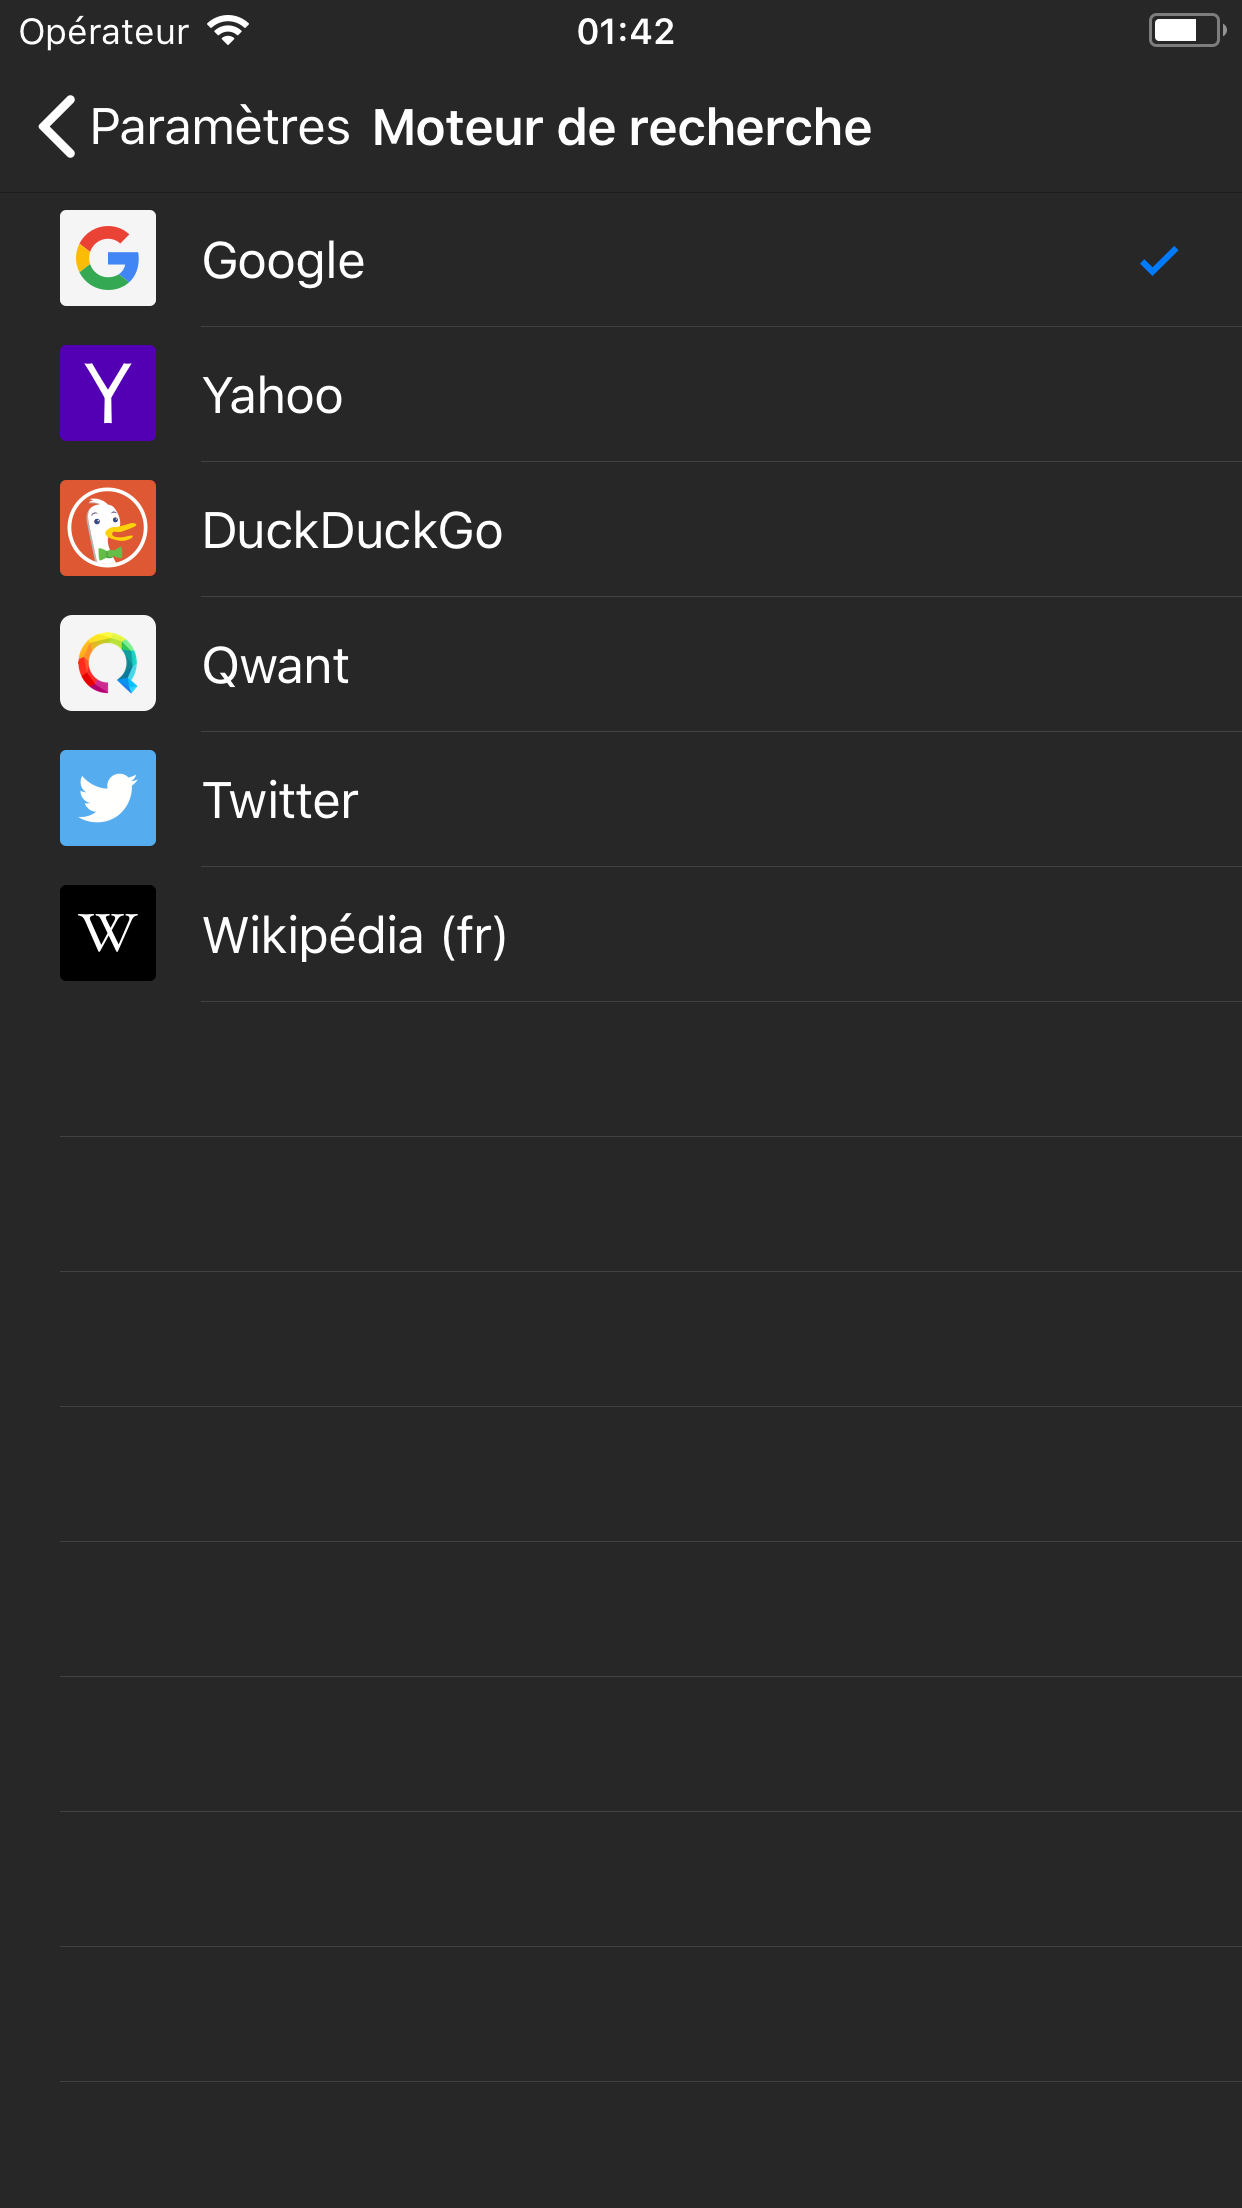 Opérateur 01:42
Paramètres Moteur de recherche
Google
Yahoo
DuckDuckGo
Qwant
Twitter
Wikipédia (fr)